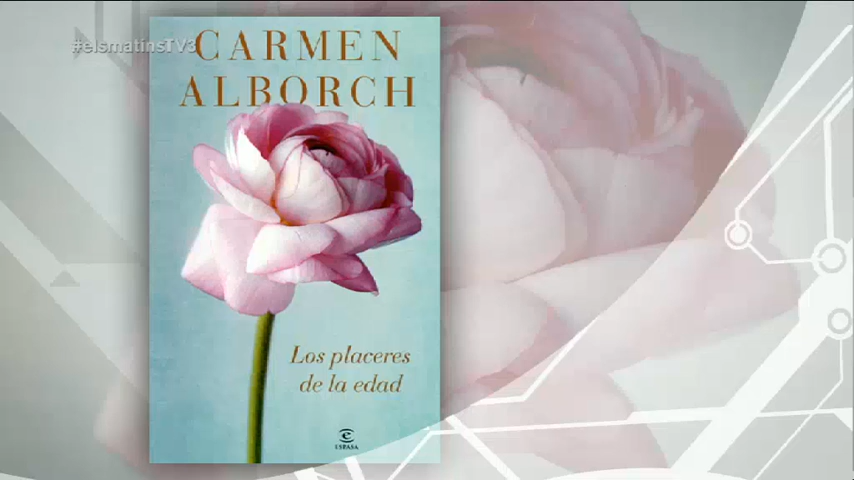 #elsmatinsTV3
CARMEN
ALBORCH
Los placeres
de la edad
ESPASA